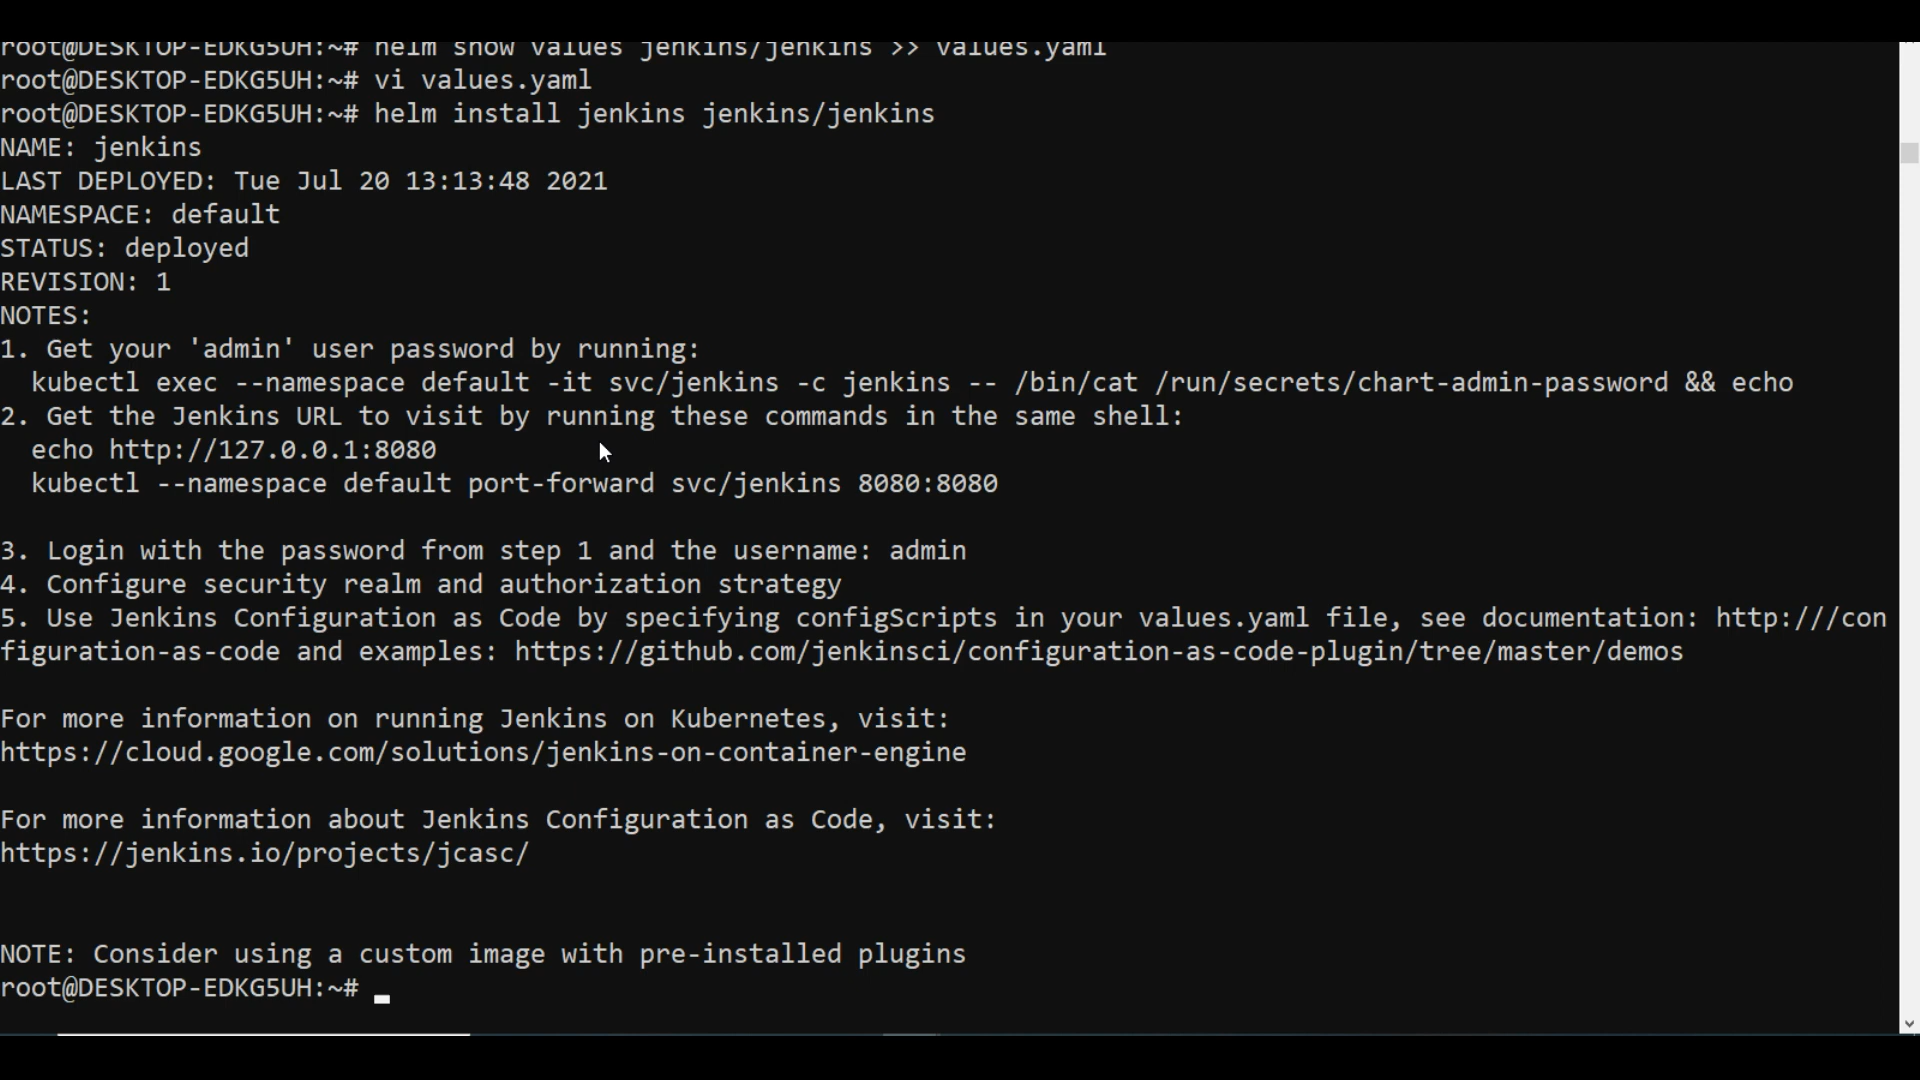 root@DESKTOP-EDKG5UH:~# helm show values jenkins/jenkins >> values.yaml
root@DESKTOP-EDKG5UH:~# vi values.yaml
root@DESKTOP-EDKG5UH:~# helm install jenkins jenkins/jenkins
NAME: jenkins
LAST DEPLOYED: Tue Jul 20 13:13:48 2021
NAMESPACE: default
STATUS: deployed
REVISION: 1
NOTES:
1. Get your 'admin' user password by running:
  kubectl exec --namespace default -it svc/jenkins -c jenkins -- /bin/cat /run/secrets/chart-admin-password && echo
2. Get the Jenkins URL to visit by running these commands in the same shell:
  echo http://127.0.0.1:8080
  kubectl --namespace default port-forward svc/jenkins 8080:8080
3. Login with the password from step 1 and the username: admin
4. Configure security realm and authorization strategy
5. Use Jenkins Configuration as Code by specifying configScripts in your values.yaml file, see documentation: http:///con
figuration-as-code and examples: https://github.com/jenkinsci/configuration-as-code-plugin/tree/master/demos
For more information on running Jenkins on Kubernetes, visit:
https://cloud.google.com/solutions/jenkins-on-container-engine
For more information about Jenkins Configuration as Code, visit:
https://jenkins.io/projects/jcasc/
NOTE: Consider using a custom image with pre-installed plugins
root@DESKTOP-EDKG5UH:~#